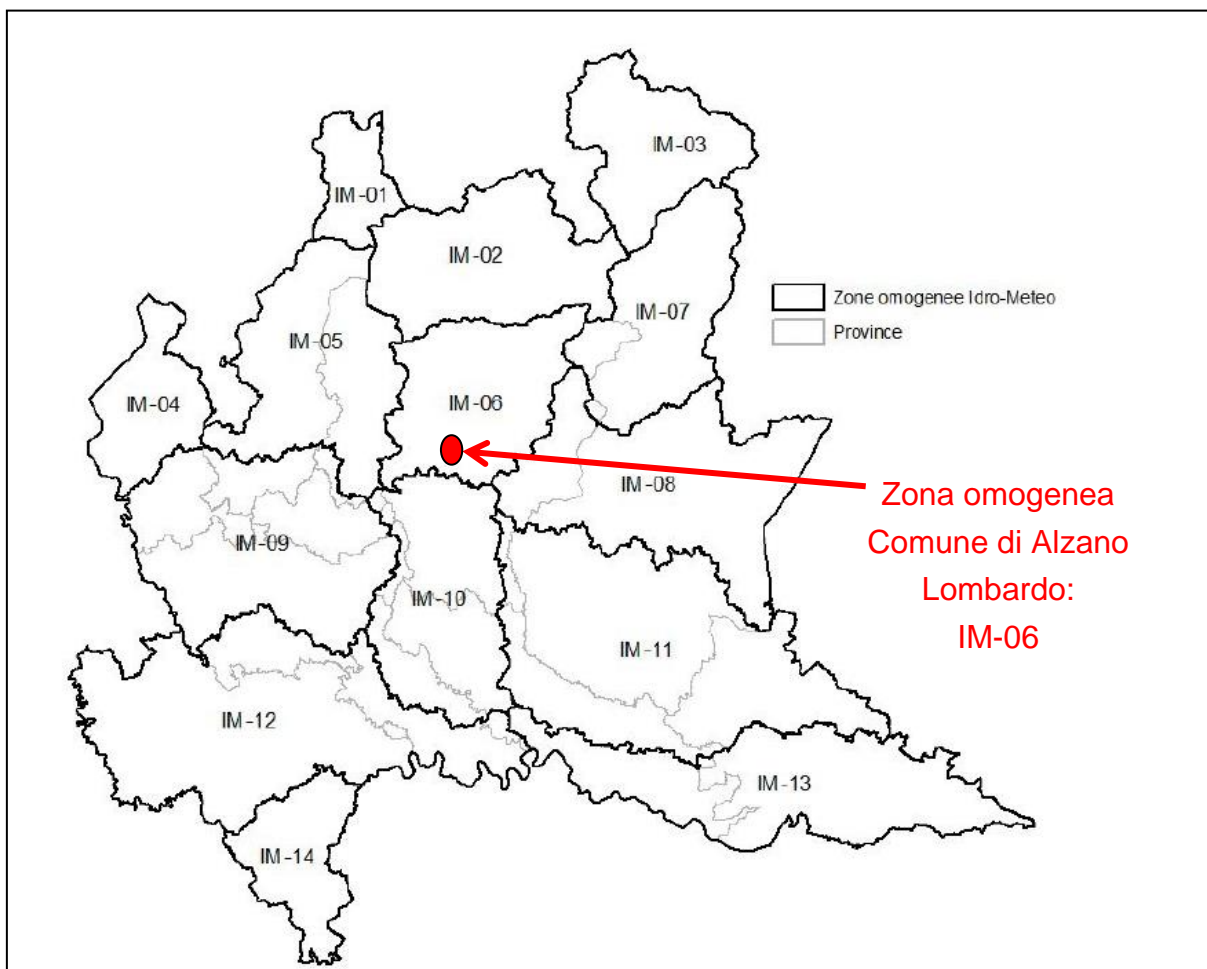 IM-03
IM-01
IM-02
Zone omogenee Idro-Meteo
IM-07
Province
IM-05
IM-04
IM-06
IM-08
Zona omogenea
Comune di Alzano
Lombardo:
IM-06
IM-09
IM-10
IM-11
IM-12
IM-13
IM-14